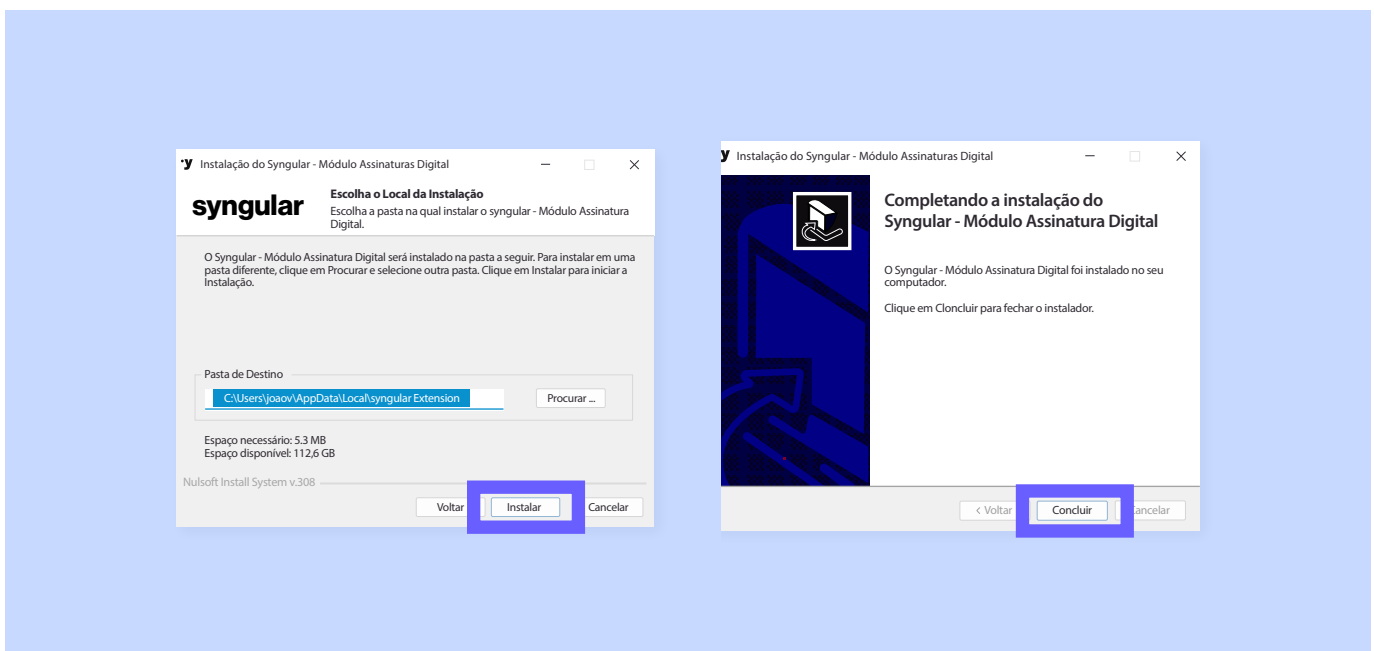 Instalação do Syngular - Módulo Assinaturas Digital
syngular
Escolha o Local da Instalação
Escolha a pasta na qual instalar o syngular - Módulo Assinatura
Digital.
O Syngular - Módulo Assinatura Digital será instalado na pasta a seguir. Para instalar em uma
pasta diferente, clique em Procurar e selecione outra pasta. Clique em Instalar para iniciar a
Instalação.
Pasta de Destino
C:\Users\joaov\AppData\Local\syngular Extension
Procurar ...
Espaço necessário: 5.3 MB
Espaço disponível: 112,6 GB
Nulsoft Install System v.308
Voltar
Instalar
Cancelar
Instalação do Syngular - Módulo Assinaturas Digital
Completando a instalação do
Syngular - Módulo Assinatura Digital
O Syngular - Módulo Assinatura Digital foi instalado no seu
computador.
Clique em Cloncluir para fechar o instalador.
< Voltar
Concluir
Cancelar